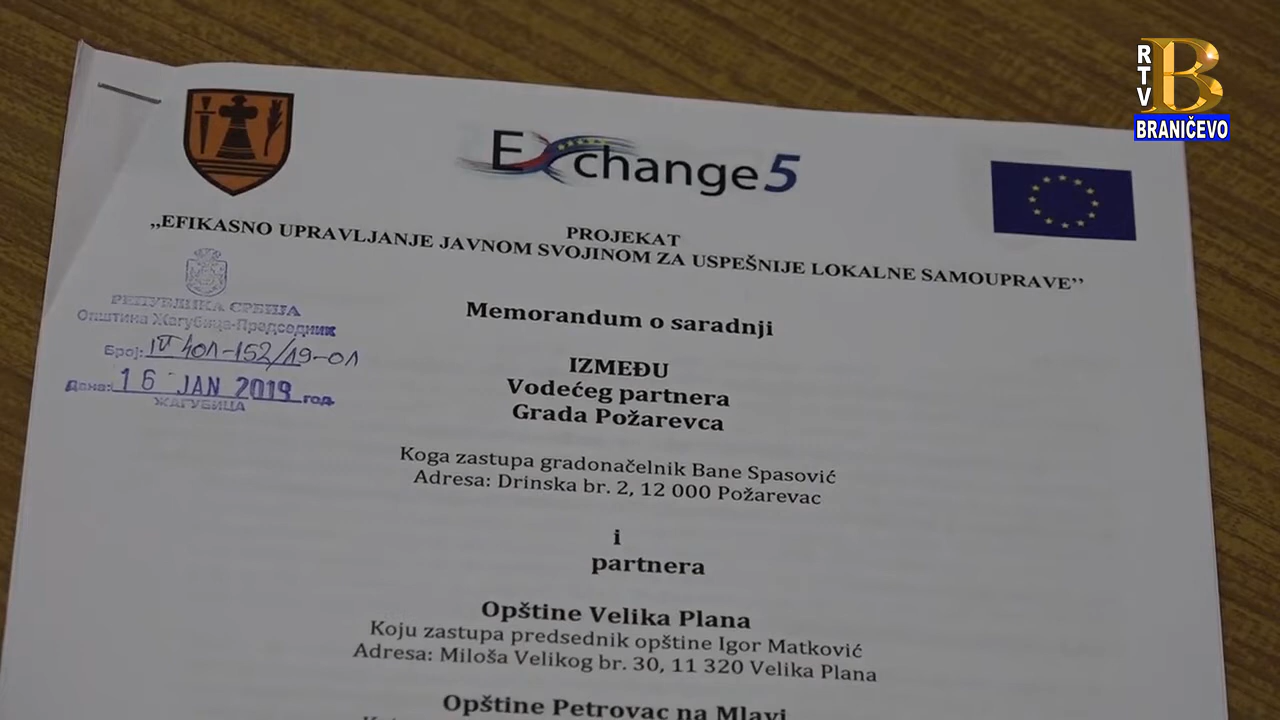 RTV
B
BRANIČEVO
Exchange 5
PROJEKAT
„EFIKASNO UPRAVLJANJE JAVNOM SVOJINOM ZA USPEŠNIJE LOKALNE SAMOUPRAVE”
РЕПУБЛИКА СРБИЈА
Општина Жагубица-Председник
Број: IV 401-152/19-01
Дана: 16 JAN 2019 год
ЖАГУБИЦА
Memorandum o saradnji
IZMEĐU
Vodećeg partnera
Grada Požarevca
Koga zastupa gradonačelnik Bane Spasović
Adresa: Drinska br. 2, 12 000 Požarevac
i
partnera
Opštine Velika Plana
Koju zastupa predsednik opštine Igor Matković
Adresa: Miloša Velikog br. 30, 11 320 Velika Plana
Opštine Petrovac na Mlavi